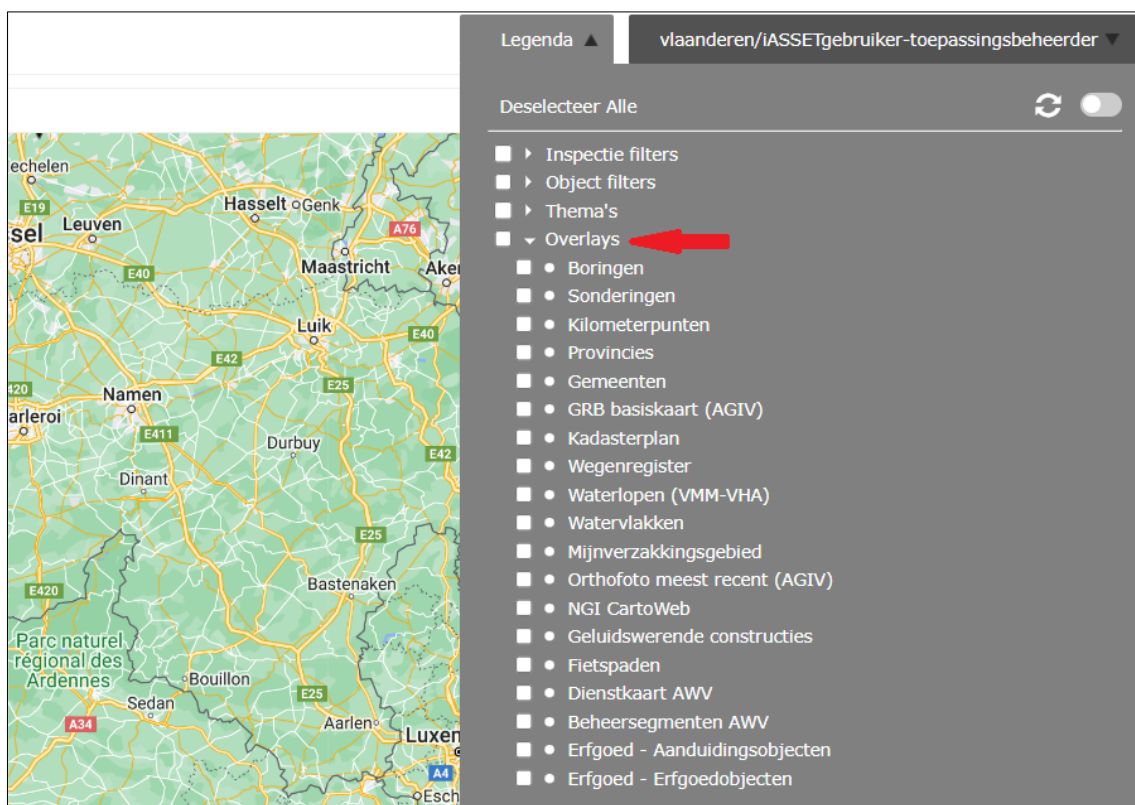 Legenda ▲
vlaanderen/iASSETgebruiker-toepassingsbeheerder ▼
Deselecteer Alle
Inspectie filters
Object filters
Thema's
Overlays
Boringen
Sonderingen
Kilometerpunten
Provincies
Gemeenten
GRB basiskaart (AGIV)
Kadasterplan
Wegenregister
Waterlopen (VMM-VHA)
Watervlakken
Mijnverzakkingsgebied
Orthofoto meest recent (AGIV)
NGI CartoWeb
Geluidswerende constructies
Fietspaden
Dienstkaart AWV
Beheersegmenten AWV
Erfgoed - Aanduidingsobjecten
Erfgoed - Erfgoedobjecten
echelen
E19
Hasselt
Genk
sel
Leuven
A76
E40
Maastricht
Aker
Luik
E40
E42
420
Namen
E25
arleroi
E411
Durbuy
E42
Dinant
E25
E420
Bastenaken
Parc naturel
régional des
Ardennes
Bouillon
E25
Sedan
A34
Aarlen
Luxen
A4
Esch